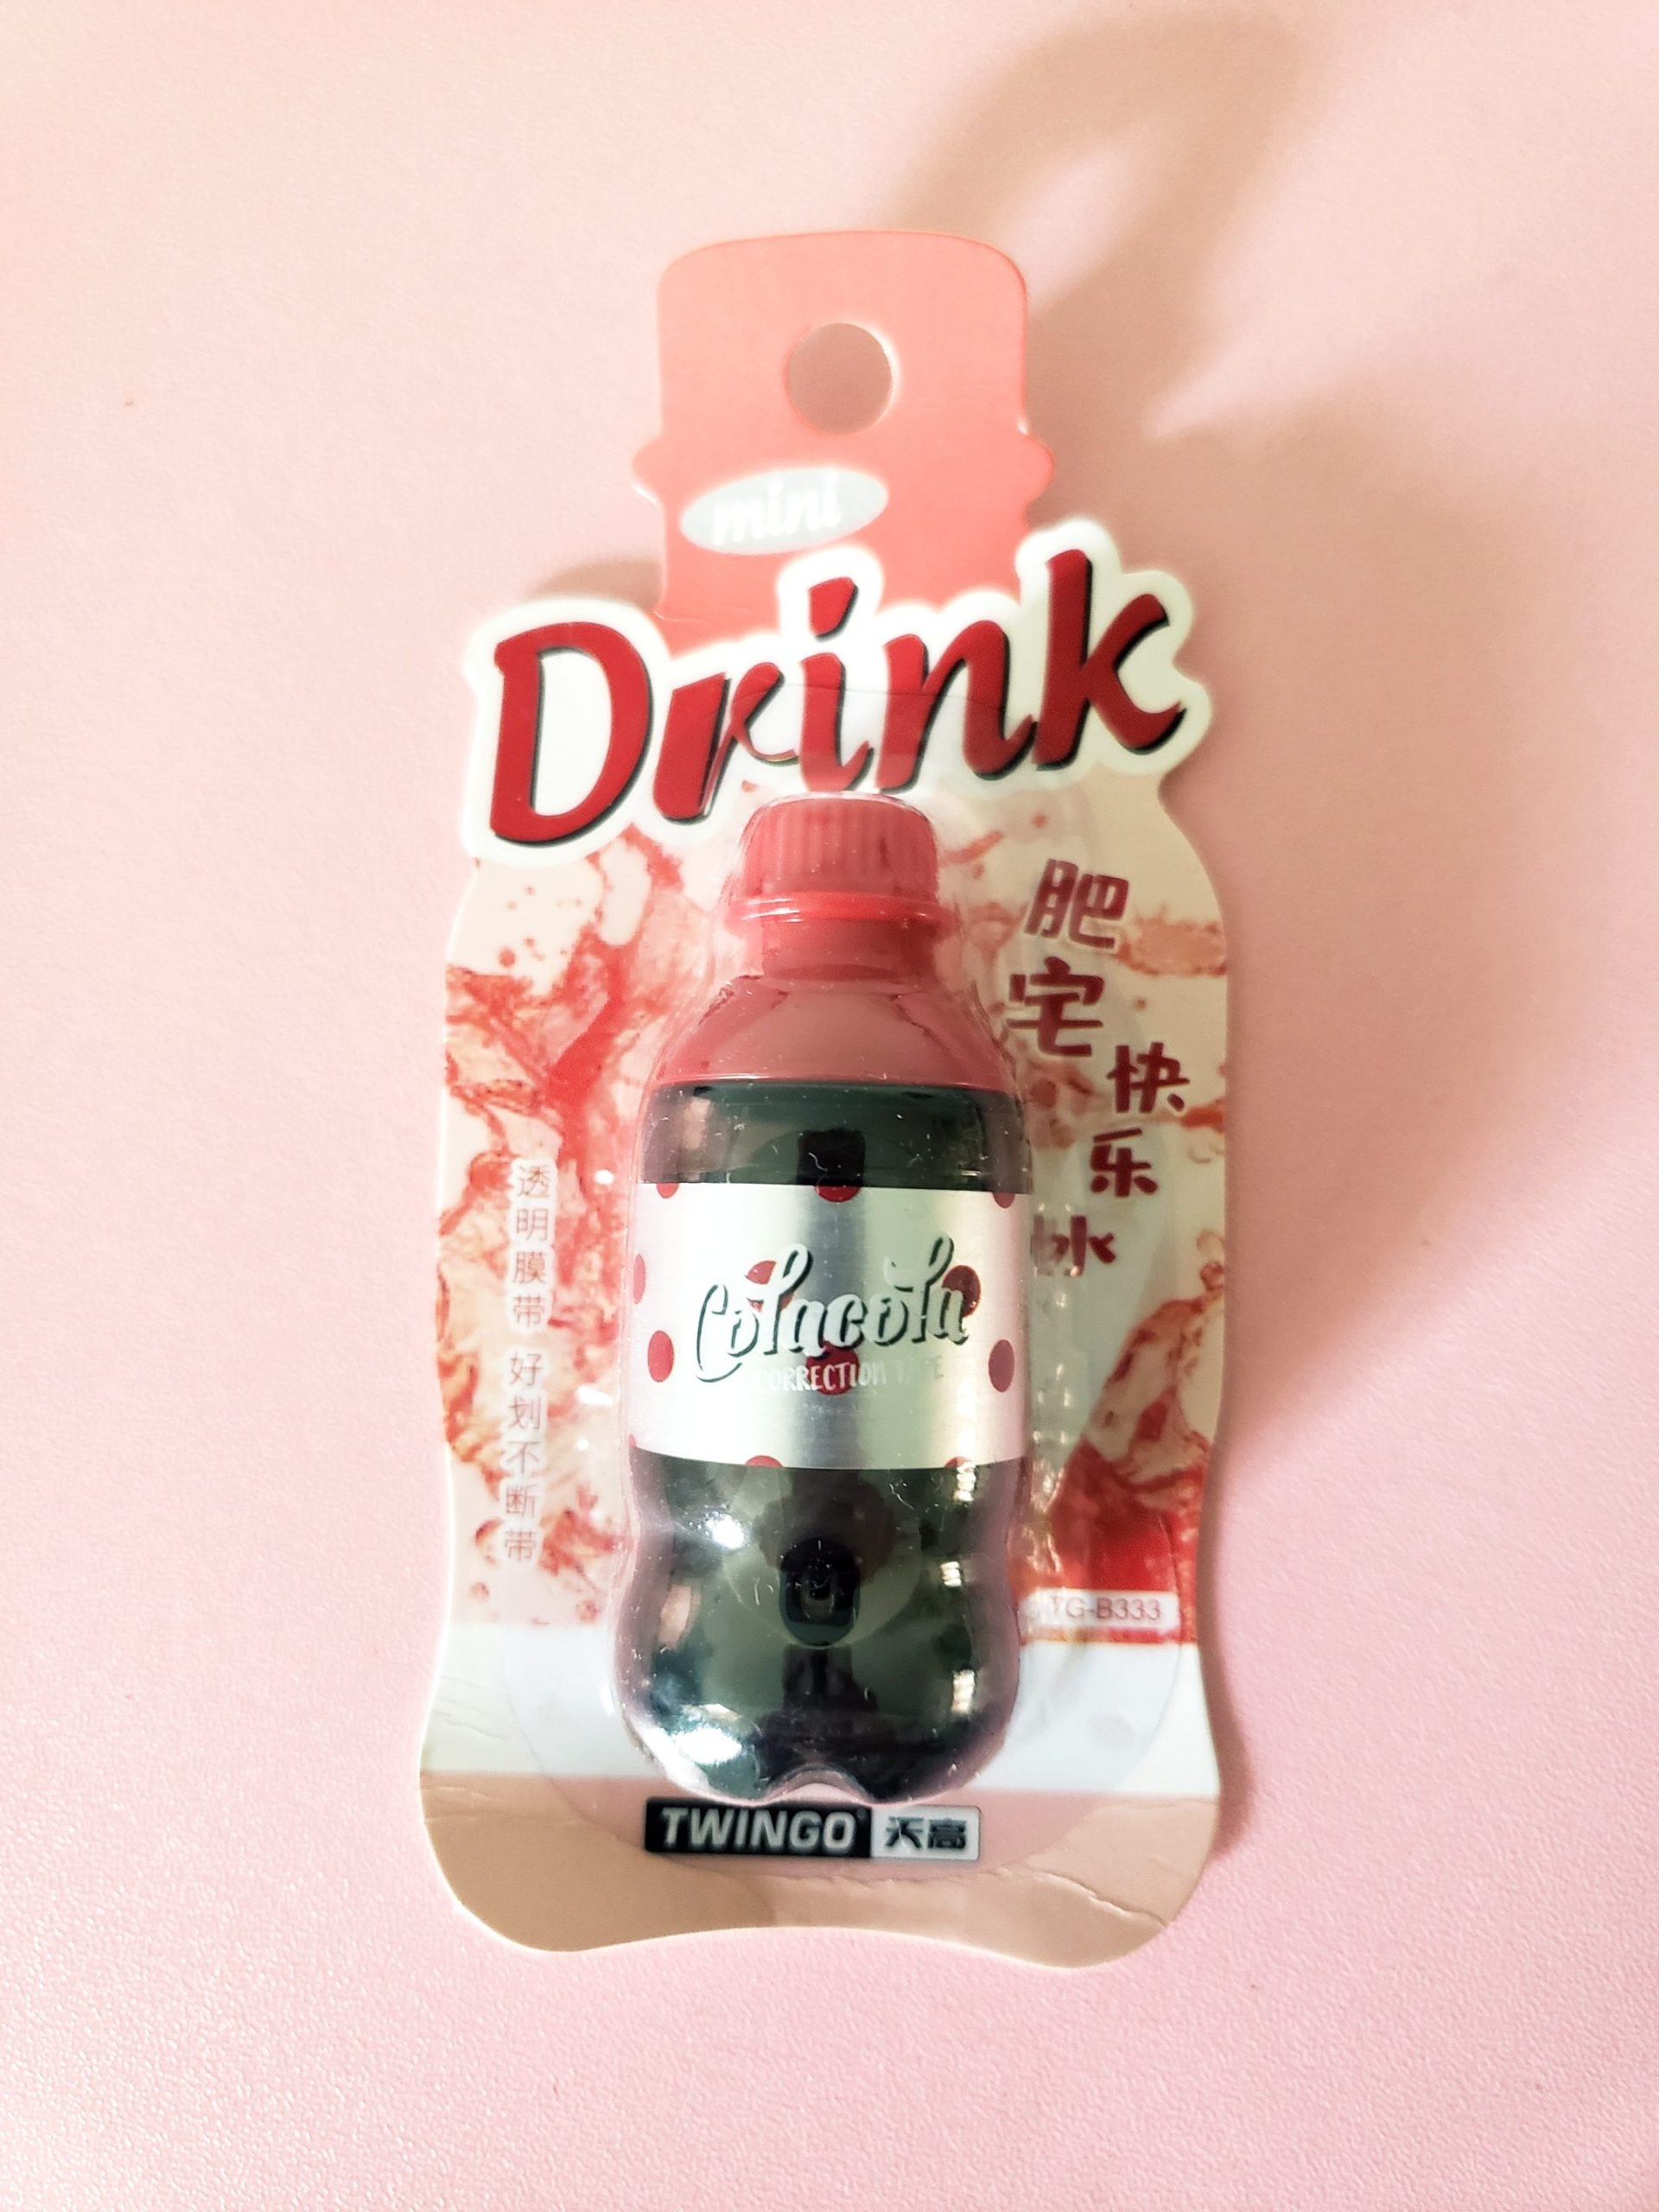 mini
Drink
肥宅快乐水
透明膜带 好划不断带
Colacola
CORRECTION TAPE
TG-B333
TWINGO 天高